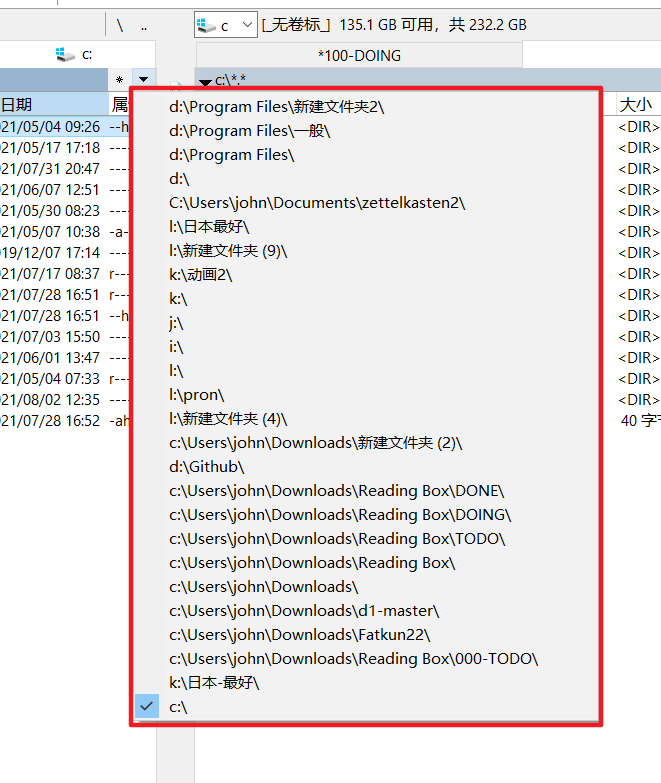 \ ..
c [_无卷标_] 135.1 GB 可用，共 232.2 GB
c:
*100-DOING
* c:\*.*
日期 大小
21/05/04 09:26 --h <DIR>
21/05/17 17:18 ---- <DIR>
21/07/31 20:47 ---- <DIR>
21/06/07 12:51 ---- <DIR>
21/05/30 08:23 ---- <DIR>
21/05/07 10:38 -a- <DIR>
019/12/07 17:14 ---- <DIR>
21/07/17 08:37 r--- <DIR>
21/07/28 16:51 r--- <DIR>
21/07/28 16:51 --h <DIR>
21/07/03 15:50 ---- <DIR>
21/06/01 13:47 ---- <DIR>
21/05/04 07:33 r--- <DIR>
21/08/02 12:35 ---- <DIR>
21/07/28 16:52 -ah 40 字节
d:\Program Files\新建文件夹2\
d:\Program Files\一般\
d:\Program Files\
d:\
C:\Users\john\Documents\zettelkasten2\
l:\日本最好\
l:\新建文件夹 (9)\
k:\动画2\
k:\
j:\
i:\
l:\
l:\pron\
l:\新建文件夹 (4)\
c:\Users\john\Downloads\新建文件夹 (2)\
d:\Github\
c:\Users\john\Downloads\Reading Box\DONE\
c:\Users\john\Downloads\Reading Box\DOING\
c:\Users\john\Downloads\Reading Box\TODO\
c:\Users\john\Downloads\Reading Box\
c:\Users\john\Downloads\
c:\Users\john\Downloads\d1-master\
c:\Users\john\Downloads\Fatkun22\
c:\Users\john\Downloads\Reading Box\000-TODO\
k:\日本-最好\
c:\